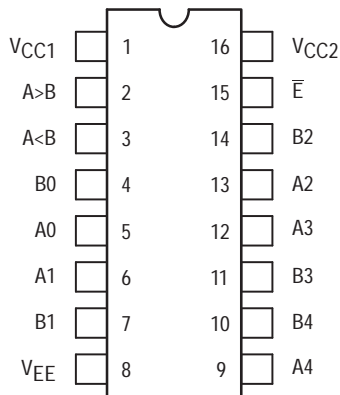 VCC1 1 16 VCC2
A>B 2 15 E̅
A<B 3 14 B2
B0 4 13 A2
A0 5 12 A3
A1 6 11 B3
B1 7 10 B4
VEE 8 9 A4